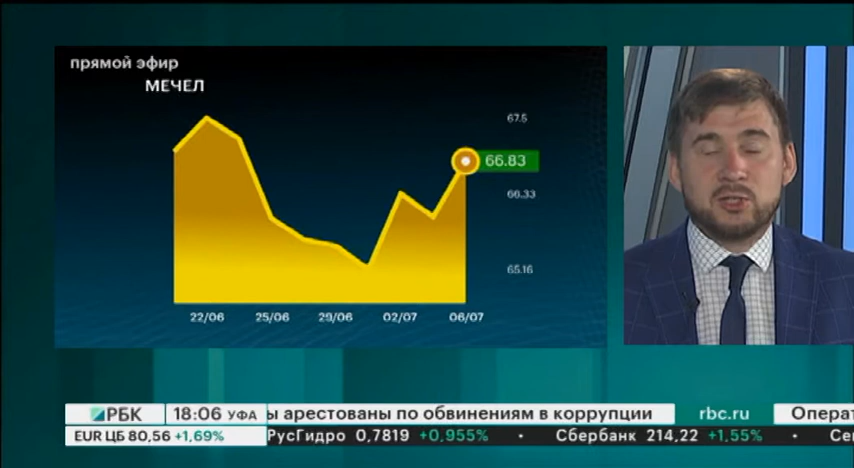 прямой эфир
МЕЧЕЛ
67.5
66.83
66.33
65.16
22/06 25/06 29/06 02/07 06/07
РБК 18:06 УФА ы арестованы по обвинениям в коррупции rbc.ru Операт
EUR ЦБ 80,56 +1,69% РусГидро 0,7819 +0,955% • Сбербанк 214,22 +1,55% • Се